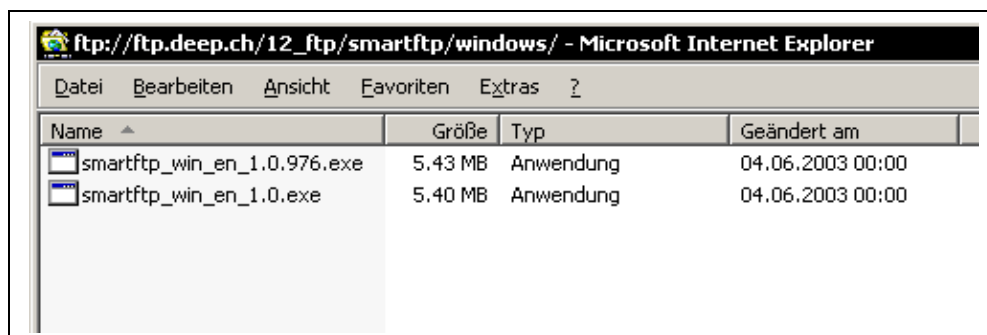 ftp://ftp.deep.ch/12_ftp/smartftp/windows/ - Microsoft Internet Explorer
Datei Bearbeiten Ansicht Favoriten Extras ?
Name Größe Typ Geändert am
smartftp_win_en_1.0.976.exe 5.43 MB Anwendung 04.06.2003 00:00
smartftp_win_en_1.0.exe 5.40 MB Anwendung 04.06.2003 00:00